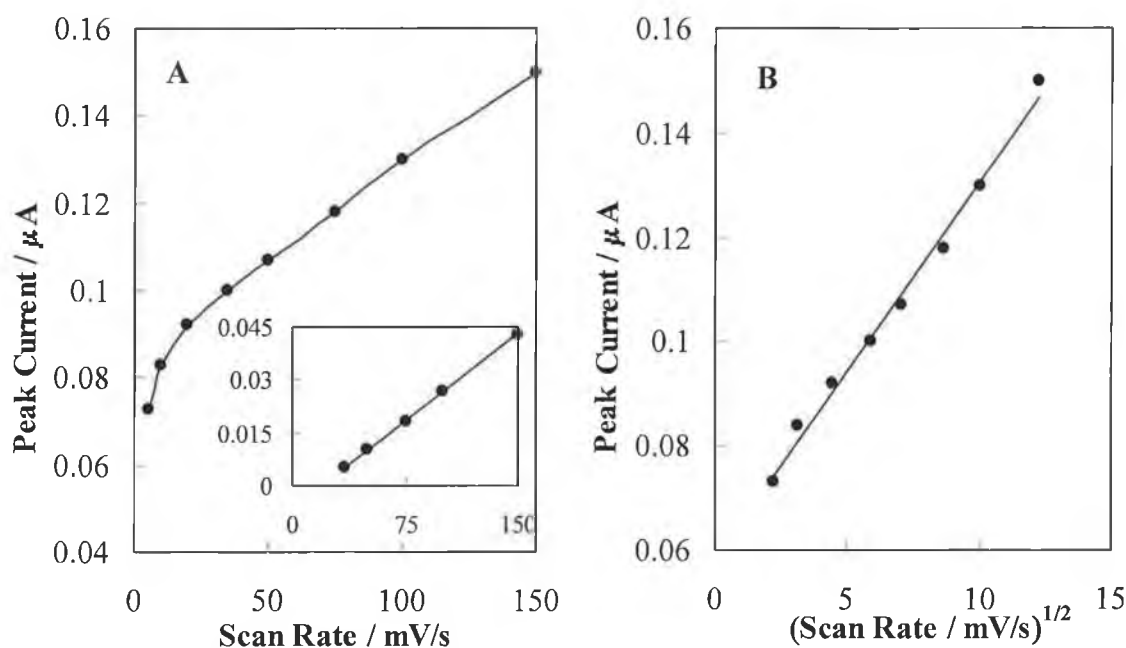 A
Peak Current / μA
0.16
0.14
0.12
0.1
0.08
0.06
0.04
0.045
0.03
0.015
0
0 75 150
0 50 100 150
Scan Rate / mV/s
B
Peak Current / μA
0.16
0.14
0.12
0.1
0.08
0.06
0 5 10 15
(Scan Rate / mV/s)^{1/2}